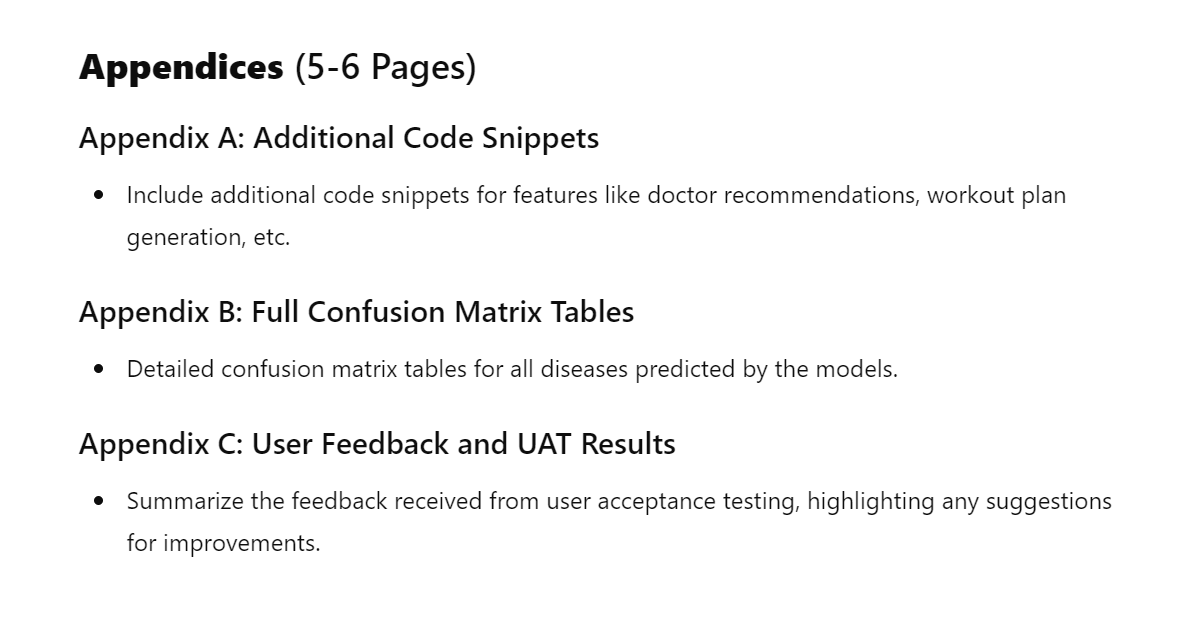 Appendices (5-6 Pages)
Appendix A: Additional Code Snippets
• Include additional code snippets for features like doctor recommendations, workout plan
generation, etc.
Appendix B: Full Confusion Matrix Tables
• Detailed confusion matrix tables for all diseases predicted by the models.
Appendix C: User Feedback and UAT Results
• Summarize the feedback received from user acceptance testing, highlighting any suggestions
for improvements.